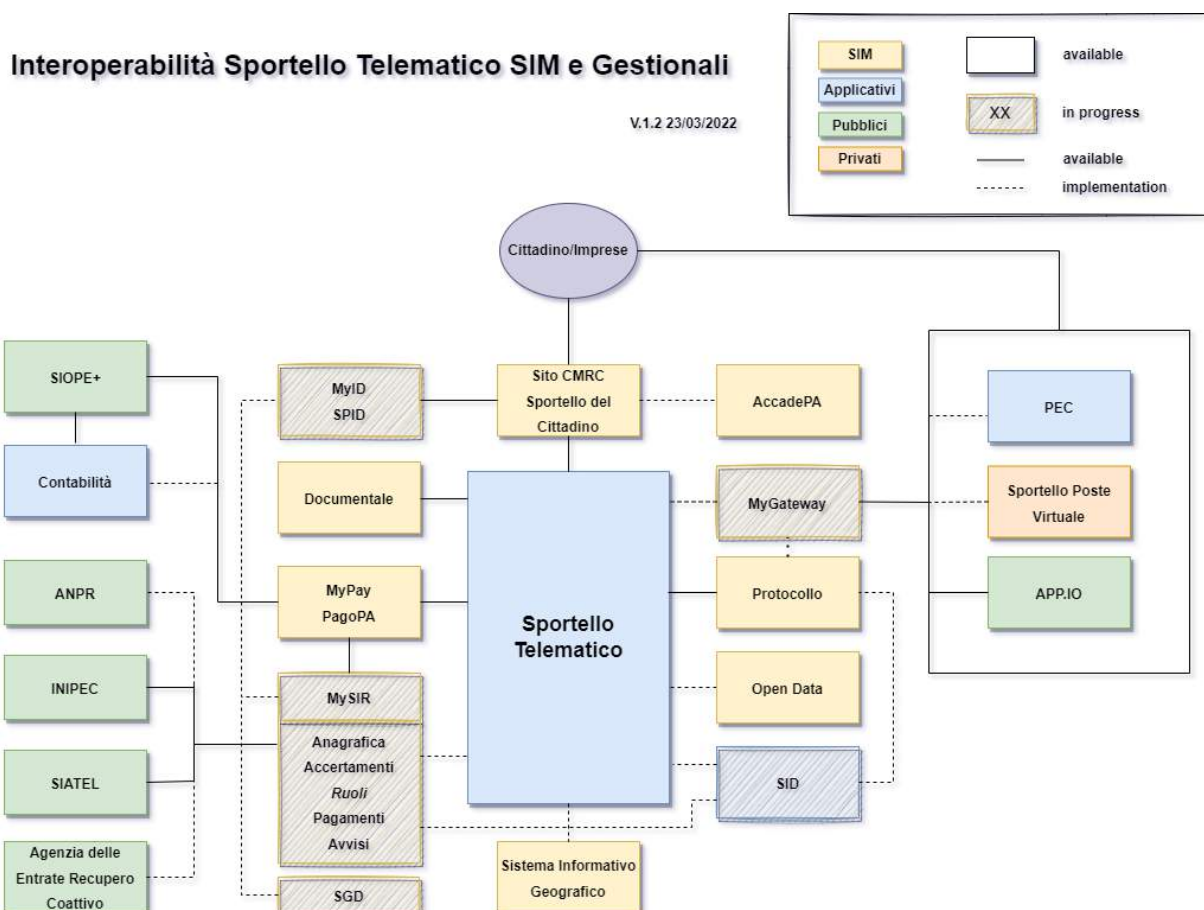 Interoperabilità Sportello Telematico SIM e Gestionali
V.1.2 23/03/2022
SIM
Applicativi
Pubblici
Privati
available
XX
in progress
available
implementation
Cittadino/Imprese
SIOPE+
Contabilità
ANPR
INIPEC
SIATEL
Agenzia delle
Entrate Recupero
Coattivo
MyID
SPID
Documentale
MyPay
PagoPA
MySIR
Anagrafica
Accertamenti
Ruoli
Pagamenti
Avvisi
SGD
Sito CMRC
Sportello del
Cittadino
Sportello
Telematico
Sistema Informativo
Geografico
AccadePA
MyGateway
Protocollo
Open Data
SID
PEC
Sportello Poste
Virtuale
APP.IO